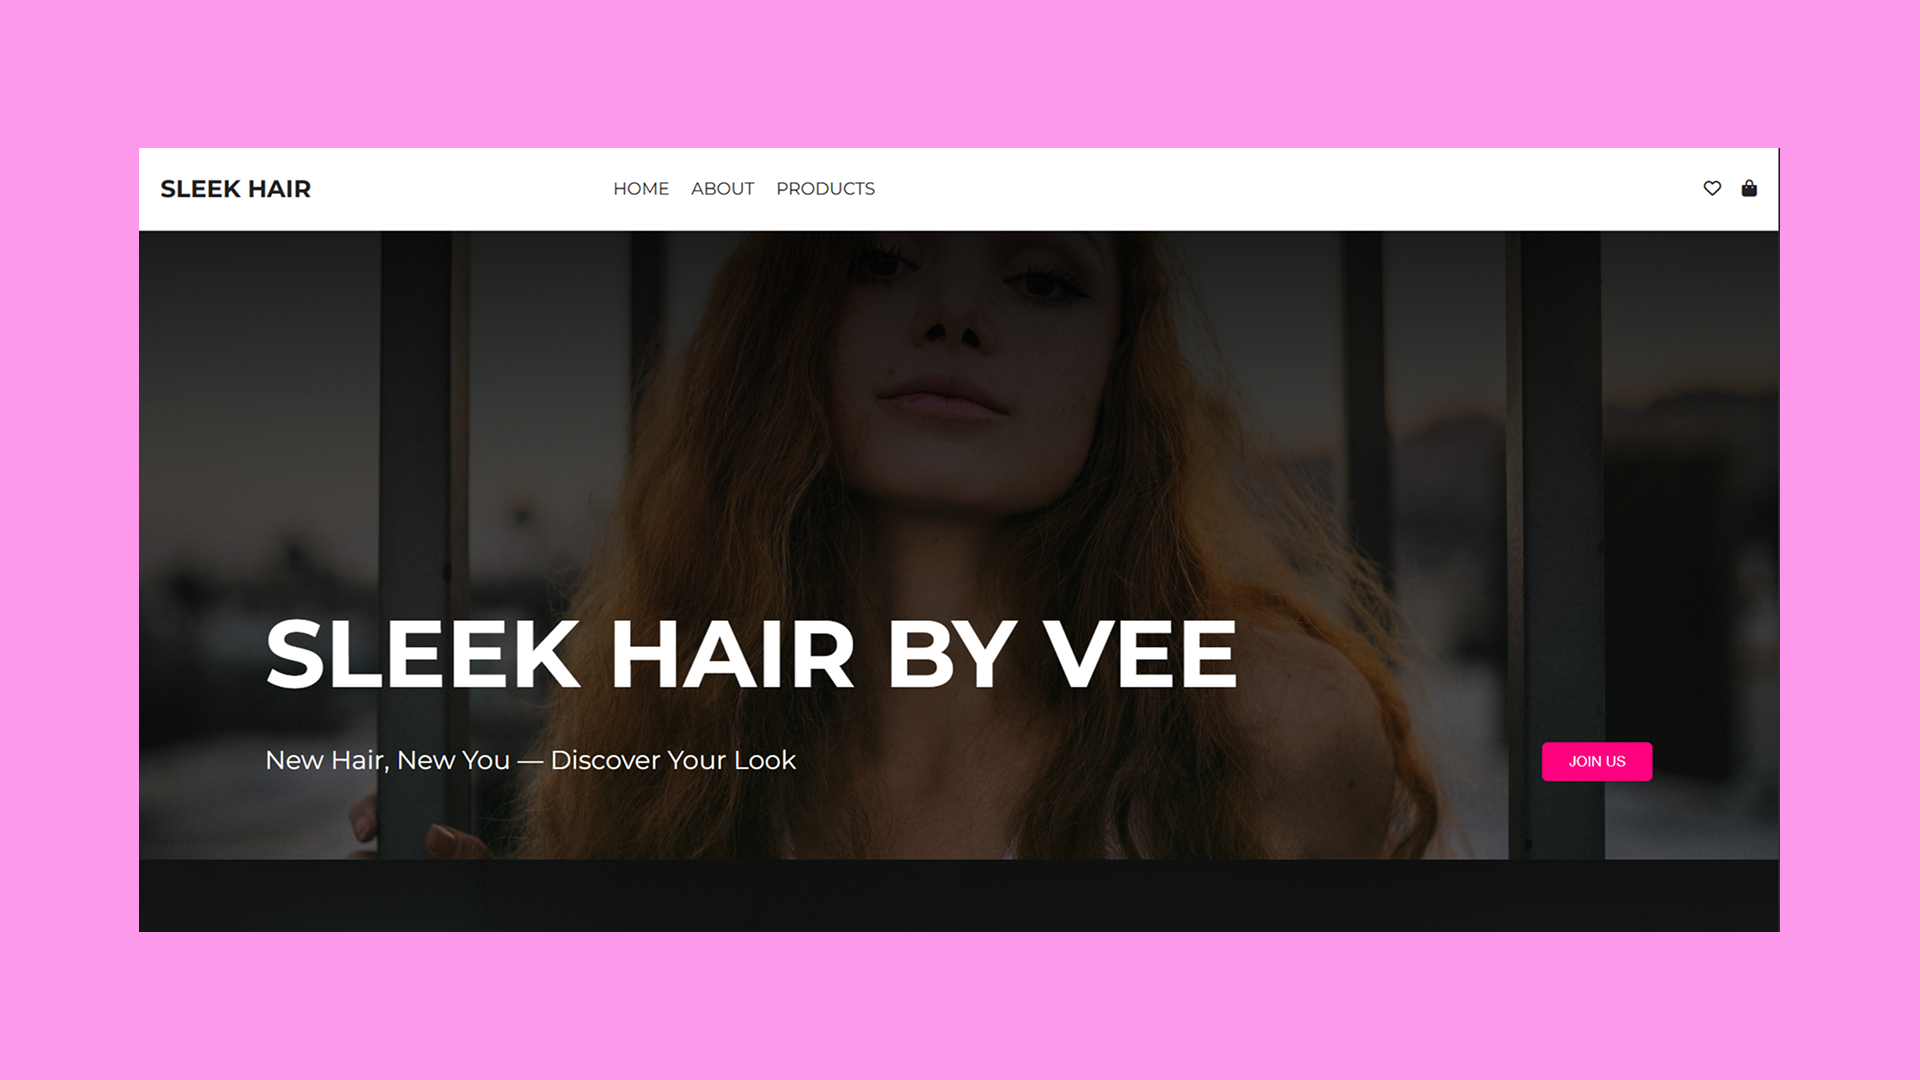 SLEEK HAIR
HOME ABOUT PRODUCTS
SLEEK HAIR BY VEE
New Hair, New You — Discover Your Look
JOIN US